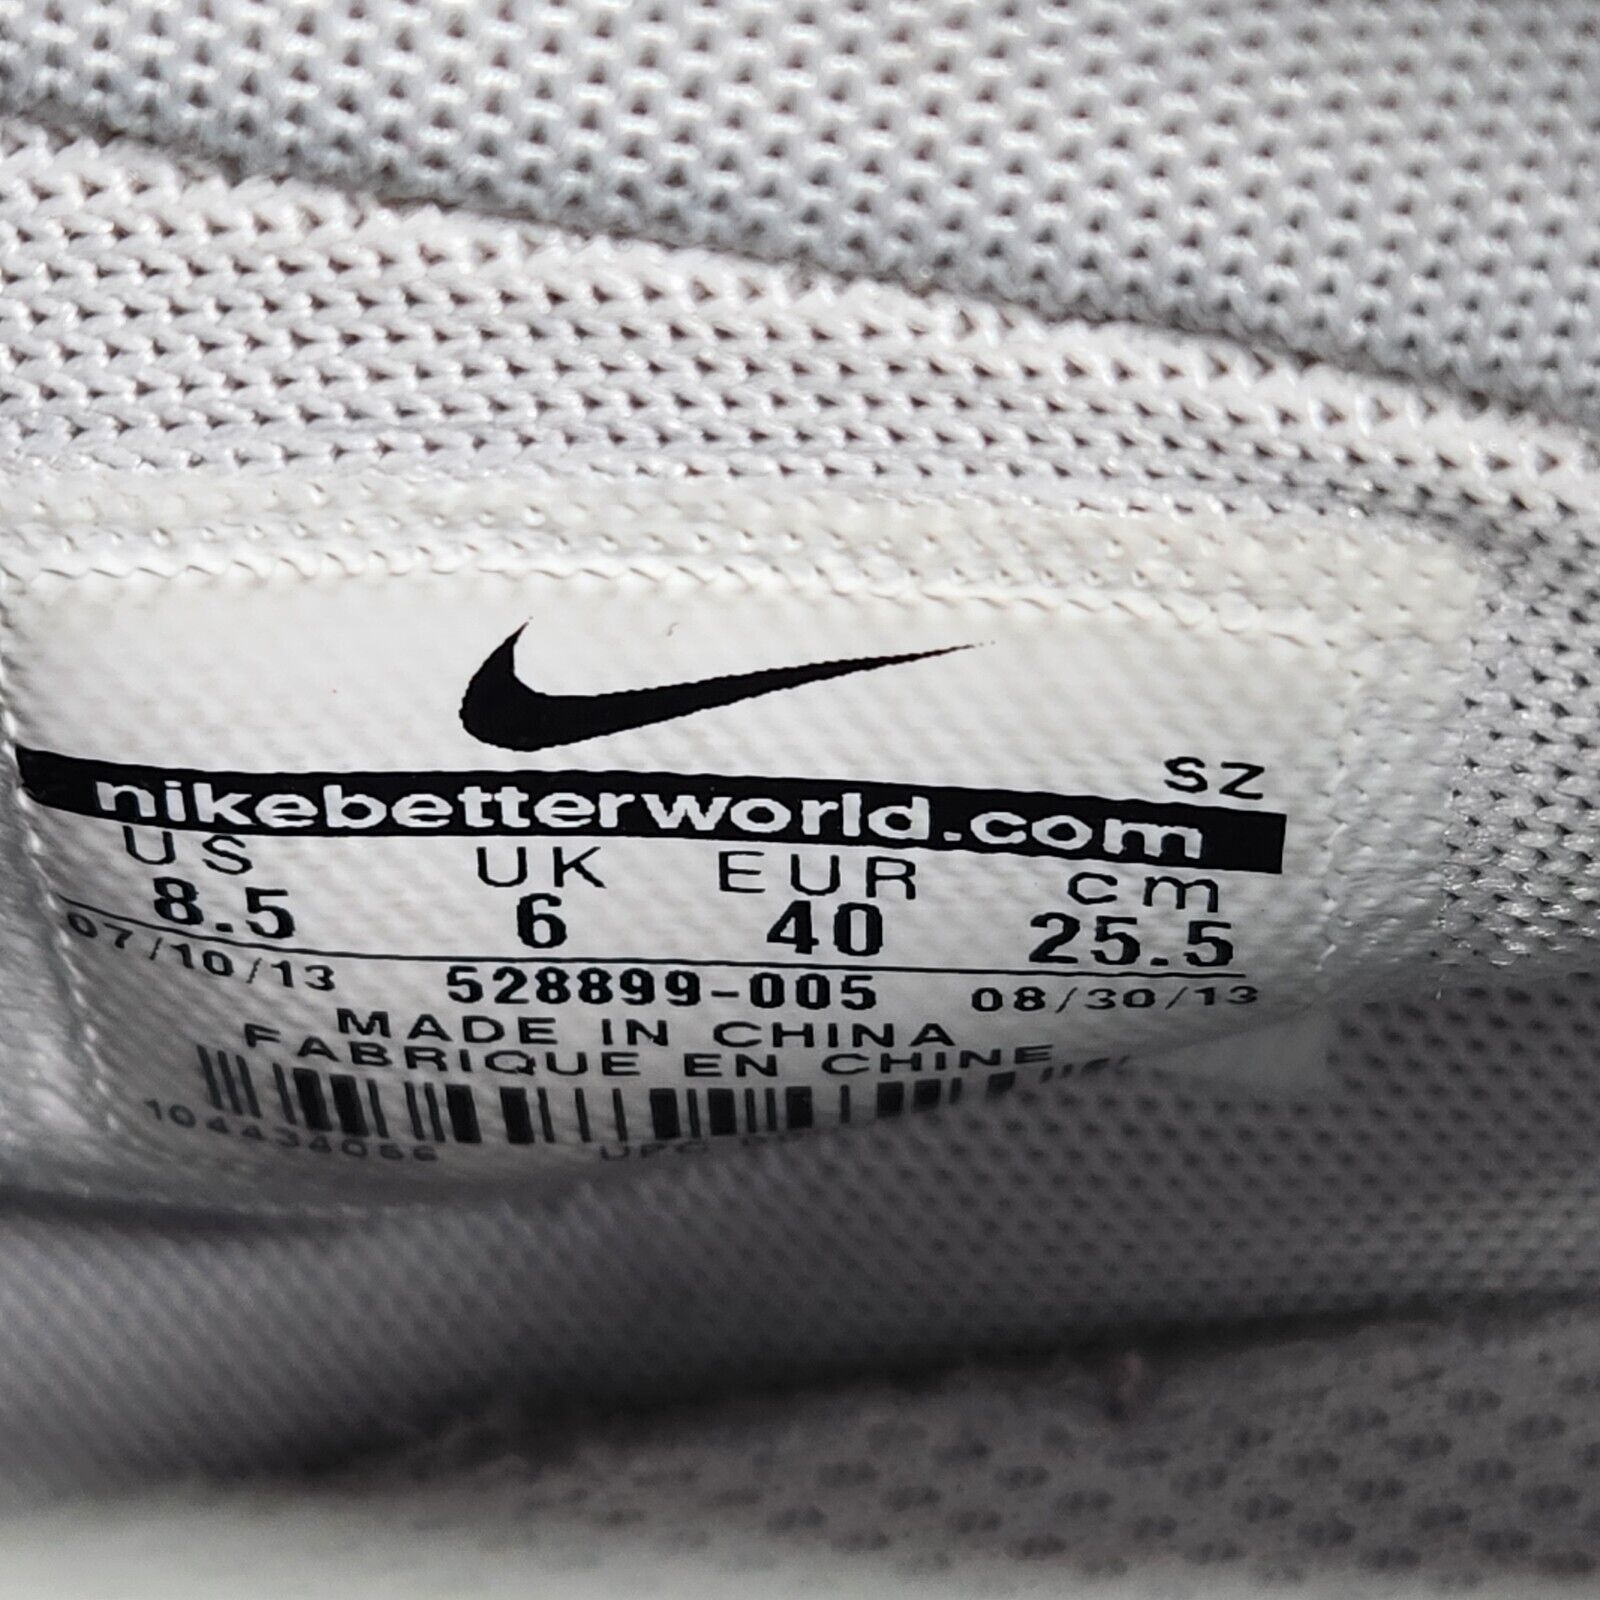 SZ
nikebetterworld.com
US UK EUR cm
8.5 6 40 25.5
07/10/13 528899-005 08/30/13
MADE IN CHINA
FABRIQUE EN CHINE
UPC